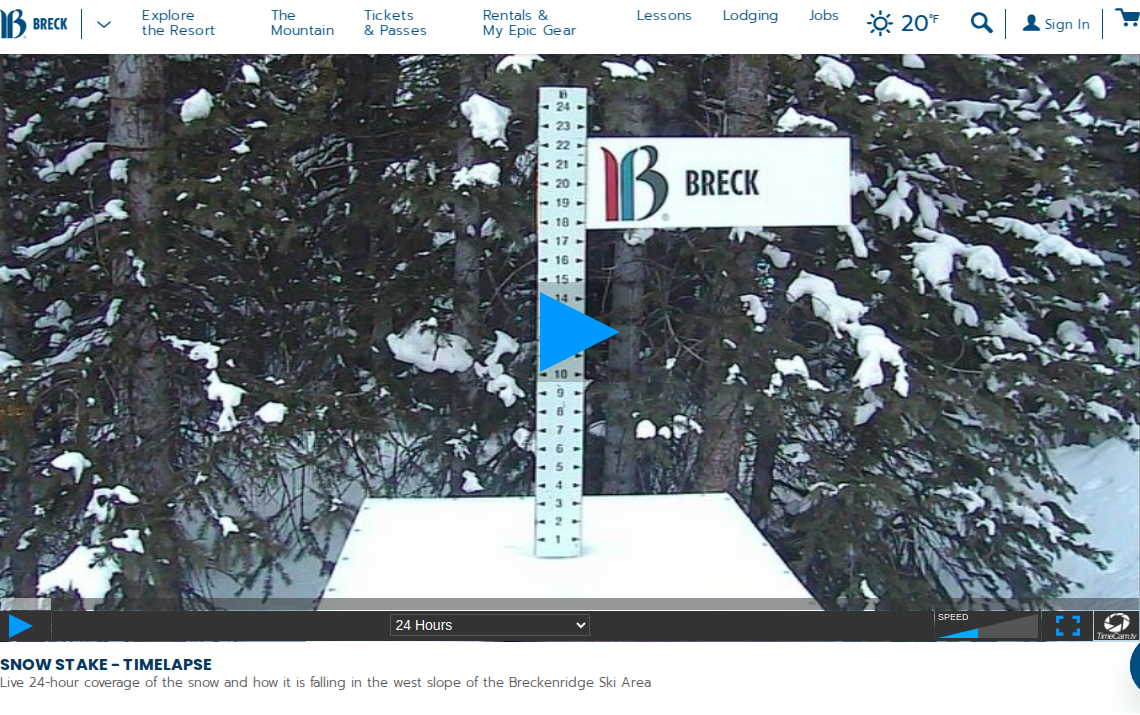 BRECK
Explore
the Resort
The
Mountain
Tickets
& Passes
Rentals &
My Epic Gear
Lessons
Lodging
Jobs
20°F
Sign In
24
23
22
21
20
19
18
17
16
15
14
10
9
8
7
6
5
4
3
2
1
BRECK
24 Hours
SPEED
TimeCam.tv
SNOW STAKE - TIMELAPSE
Live 24-hour coverage of the snow and how it is falling in the west slope of the Breckenridge Ski Area